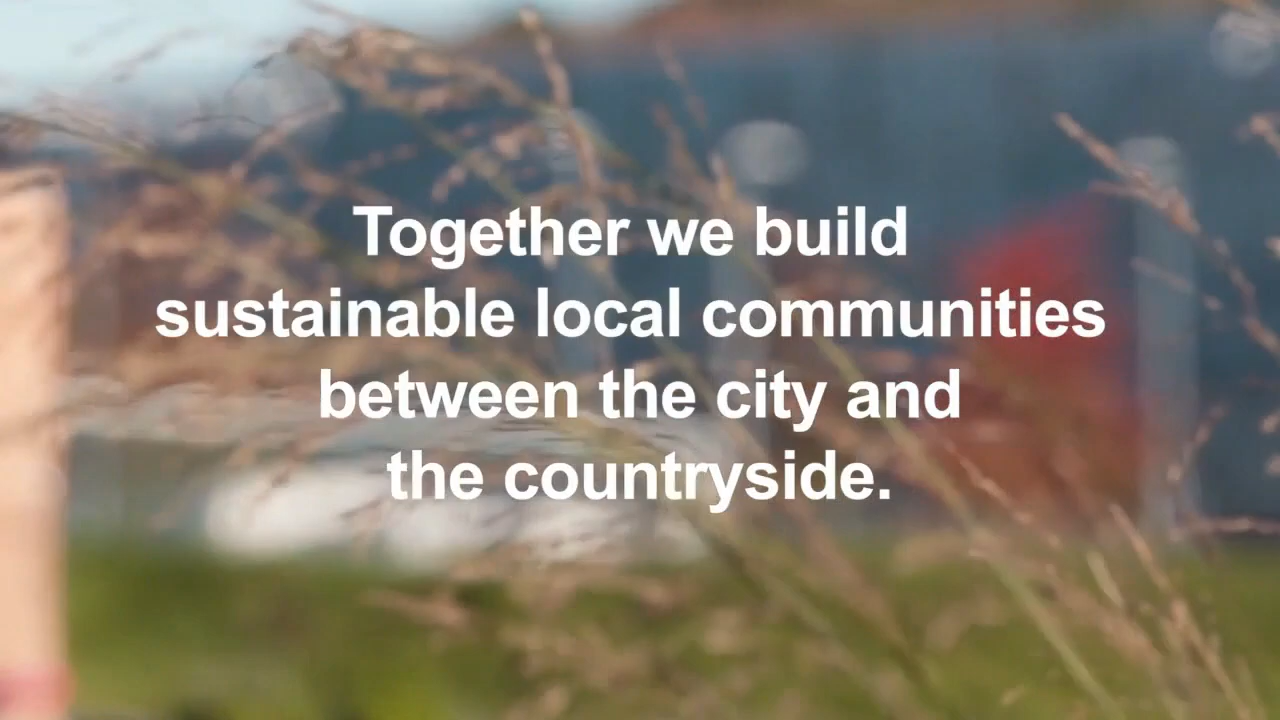 Together we build
sustainable local communities
between the city and
the countryside.